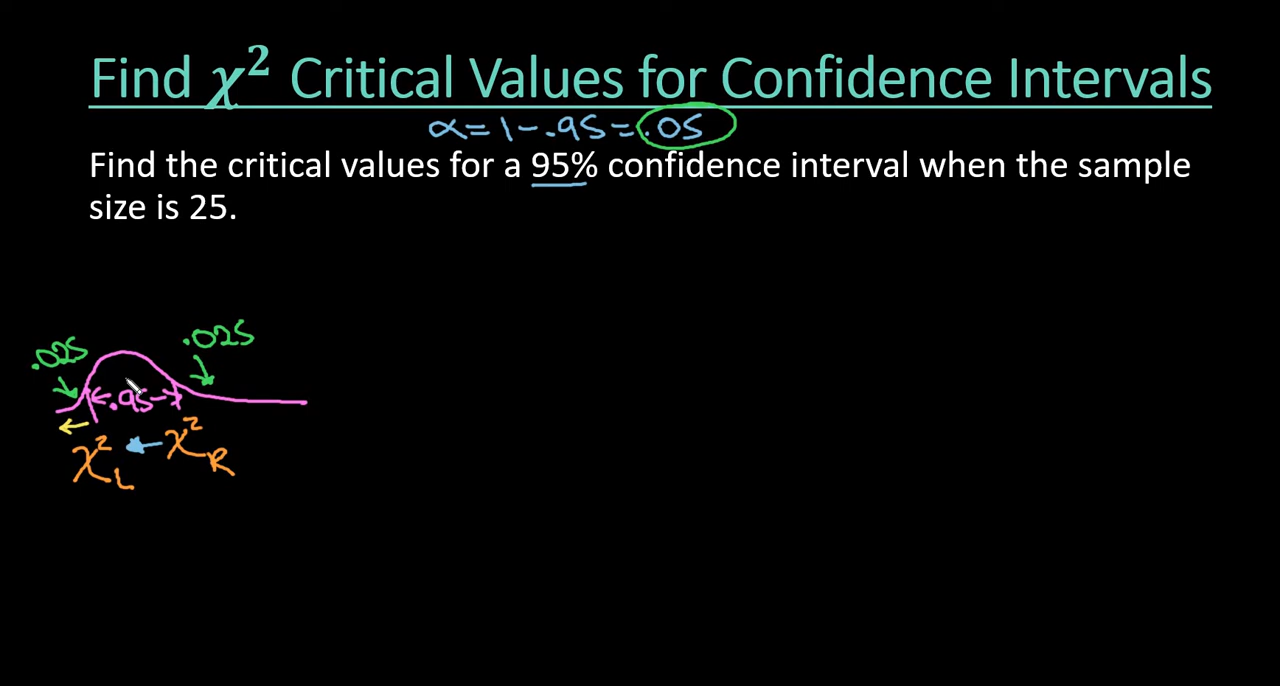 Find χ² Critical Values for Confidence Intervals
α = 1 - .95 = .05
Find the critical values for a 95% confidence interval when the sample
size is 25.
.025 .025
.95
χ²L χ²R